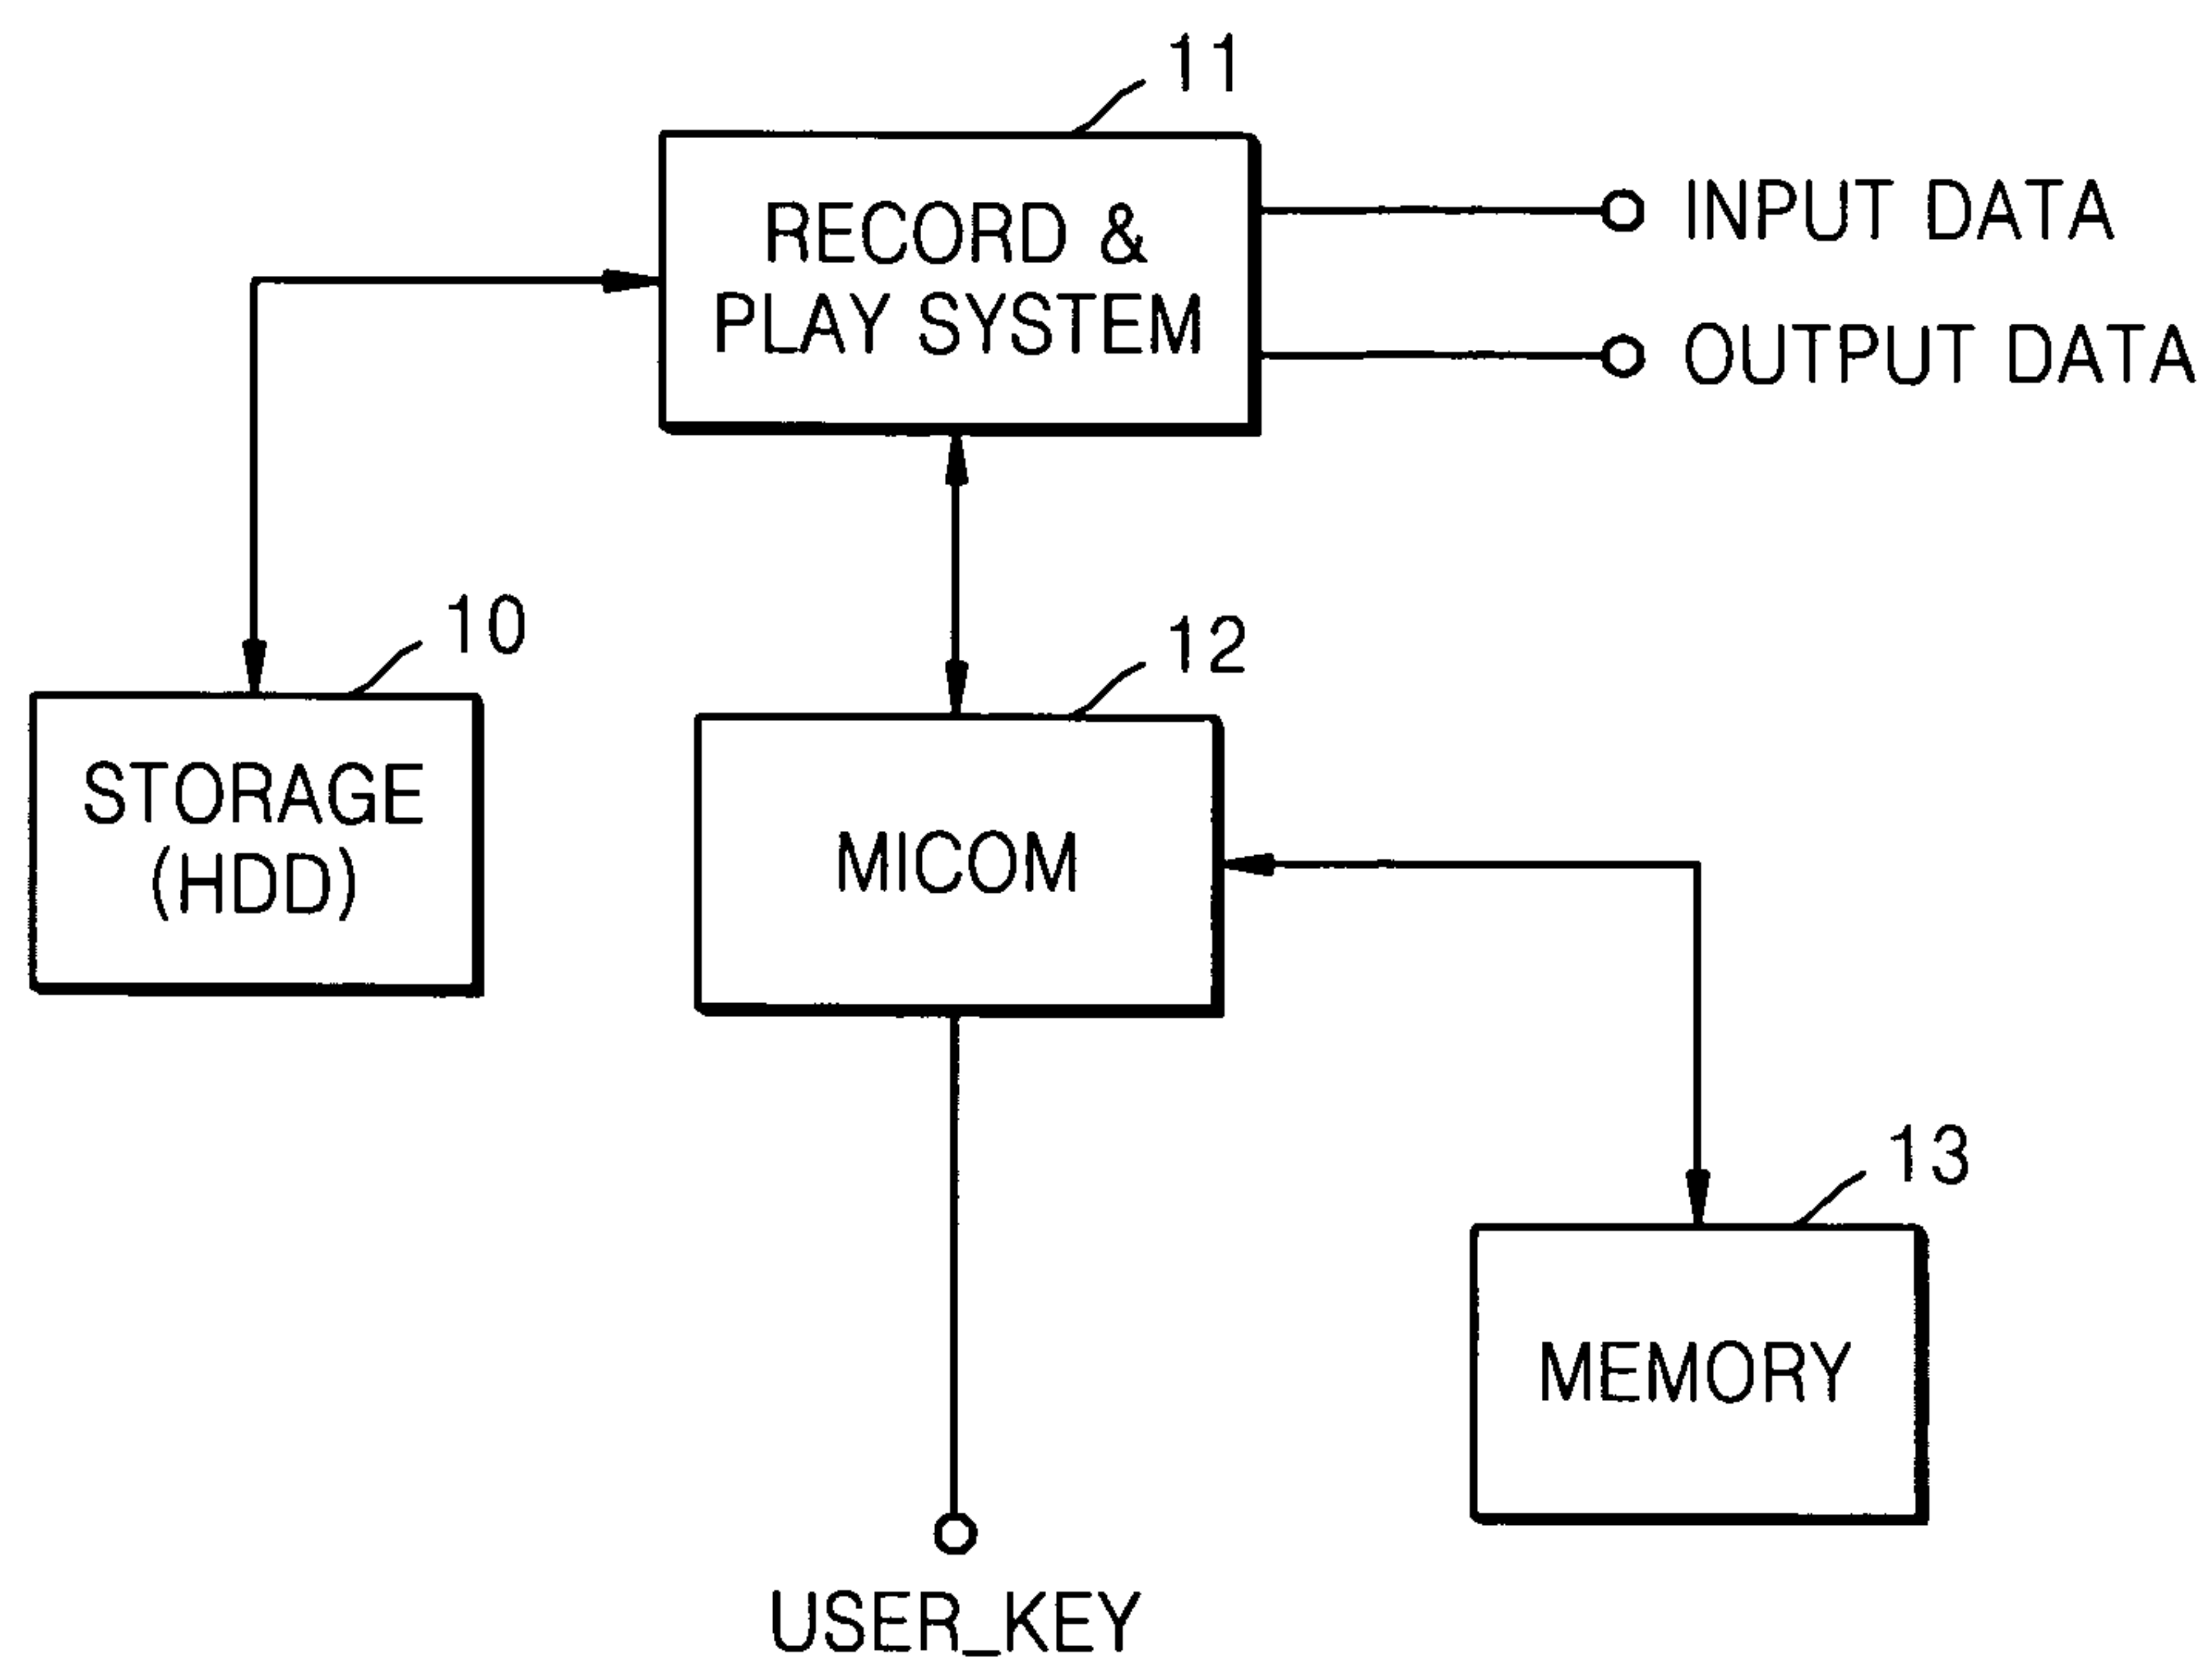 11
RECORD &
PLAY SYSTEM
INPUT DATA
OUTPUT DATA
10
STORAGE
(HDD)
12
MICOM
13
MEMORY
USER_KEY